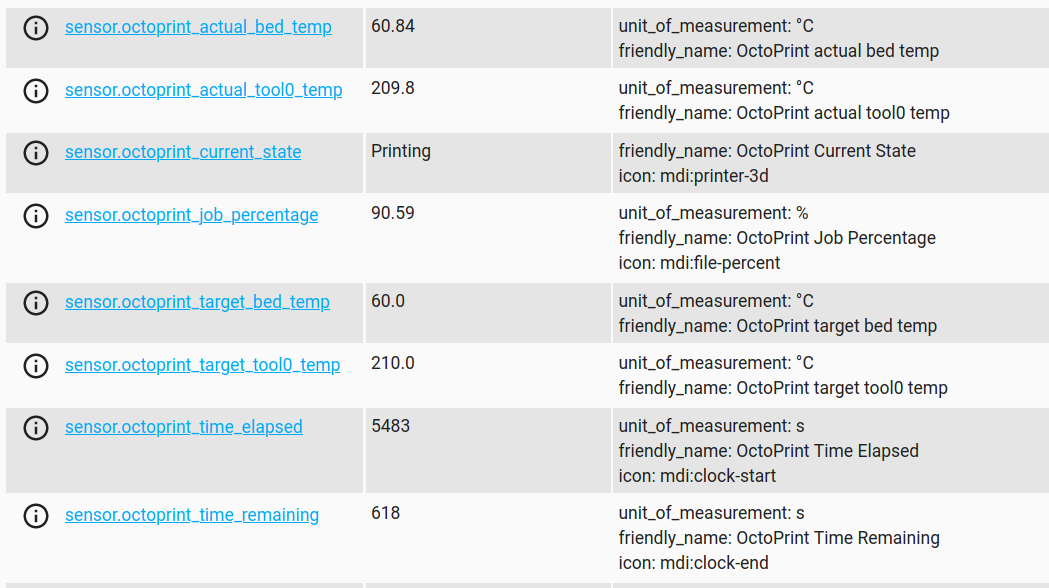 sensor.octoprint_actual_bed_temp 60.84 unit_of_measurement: °C
friendly_name: OctoPrint actual bed temp
sensor.octoprint_actual_tool0_temp 209.8 unit_of_measurement: °C
friendly_name: OctoPrint actual tool0 temp
sensor.octoprint_current_state Printing friendly_name: OctoPrint Current State
icon: mdi:printer-3d
sensor.octoprint_job_percentage 90.59 unit_of_measurement: %
friendly_name: OctoPrint Job Percentage
icon: mdi:file-percent
sensor.octoprint_target_bed_temp 60.0 unit_of_measurement: °C
friendly_name: OctoPrint target bed temp
sensor.octoprint_target_tool0_temp 210.0 unit_of_measurement: °C
friendly_name: OctoPrint target tool0 temp
sensor.octoprint_time_elapsed 5483 unit_of_measurement: s
friendly_name: OctoPrint Time Elapsed
icon: mdi:clock-start
sensor.octoprint_time_remaining 618 unit_of_measurement: s
friendly_name: OctoPrint Time Remaining
icon: mdi:clock-end